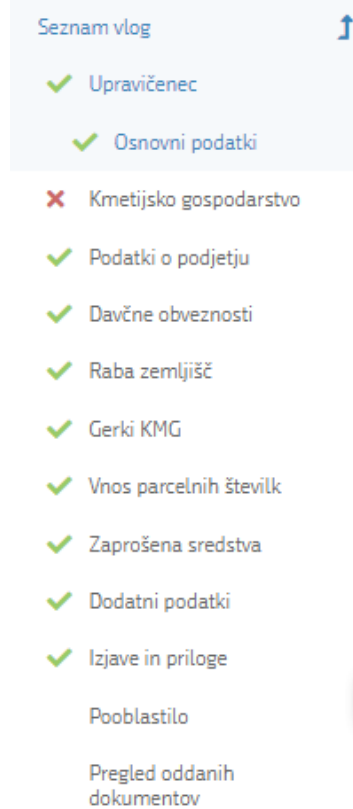 Seznam vlog
Upravičenec
Osnovni podatki
Kmetijsko gospodarstvo
Podatki o podjetju
Davčne obveznosti
Raba zemljišč
Gerki KMG
Vnos parcelnih številk
Zaprošena sredstva
Dodatni podatki
Izjave in priloge
Pooblastilo
Pregled oddanih
dokumentov